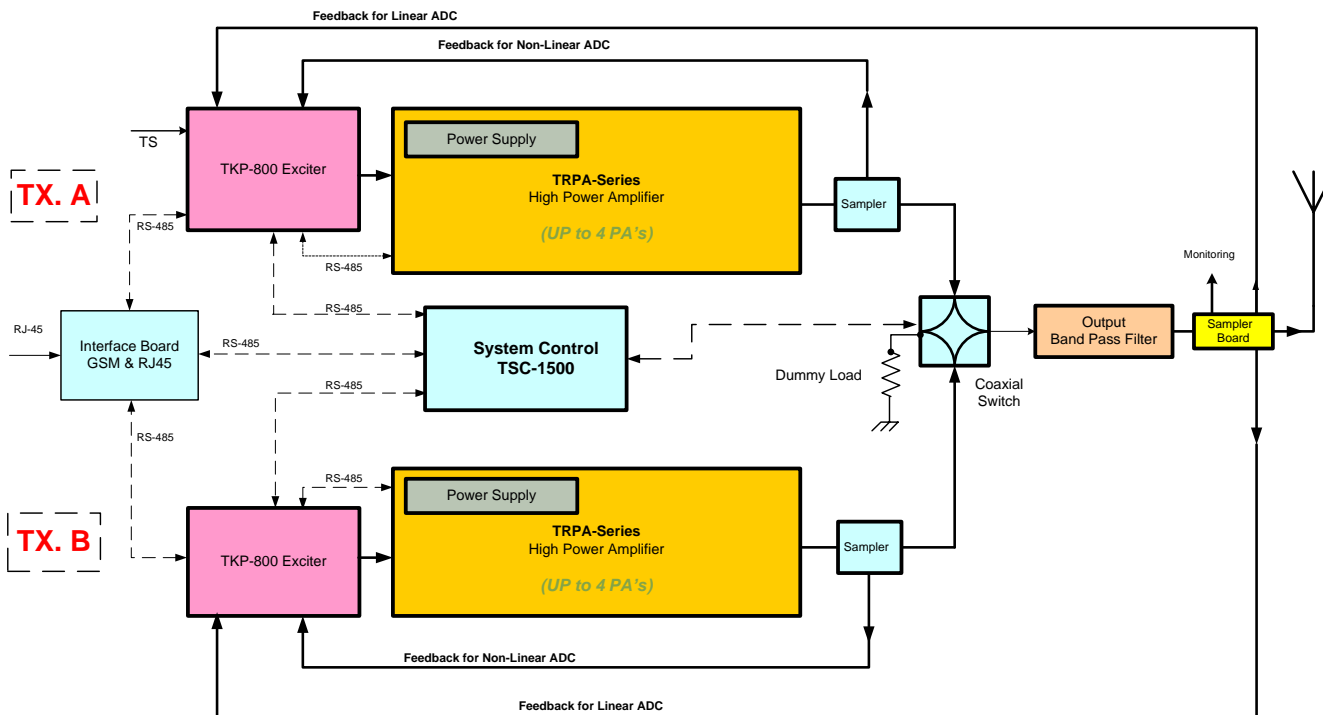 Feedback for Linear ADC
Feedback for Non-Linear ADC
TS
TKP-800 Exciter
Power Supply
TRPA-Series
High Power Amplifier
(UP to 4 PA's)
Sampler
TX. A
RS-485
RS-485
RS-485
Monitoring
RJ-45
Interface Board
GSM & RJ45
RS-485
System Control
TSC-1500
Dummy Load
Coaxial
Switch
Output
Band Pass Filter
Sampler
Board
RS-485
RS-485
RS-485
TX. B
TKP-800 Exciter
Power Supply
TRPA-Series
High Power Amplifier
(UP to 4 PA's)
Sampler
Feedback for Non-Linear ADC
Feedback for Linear ADC